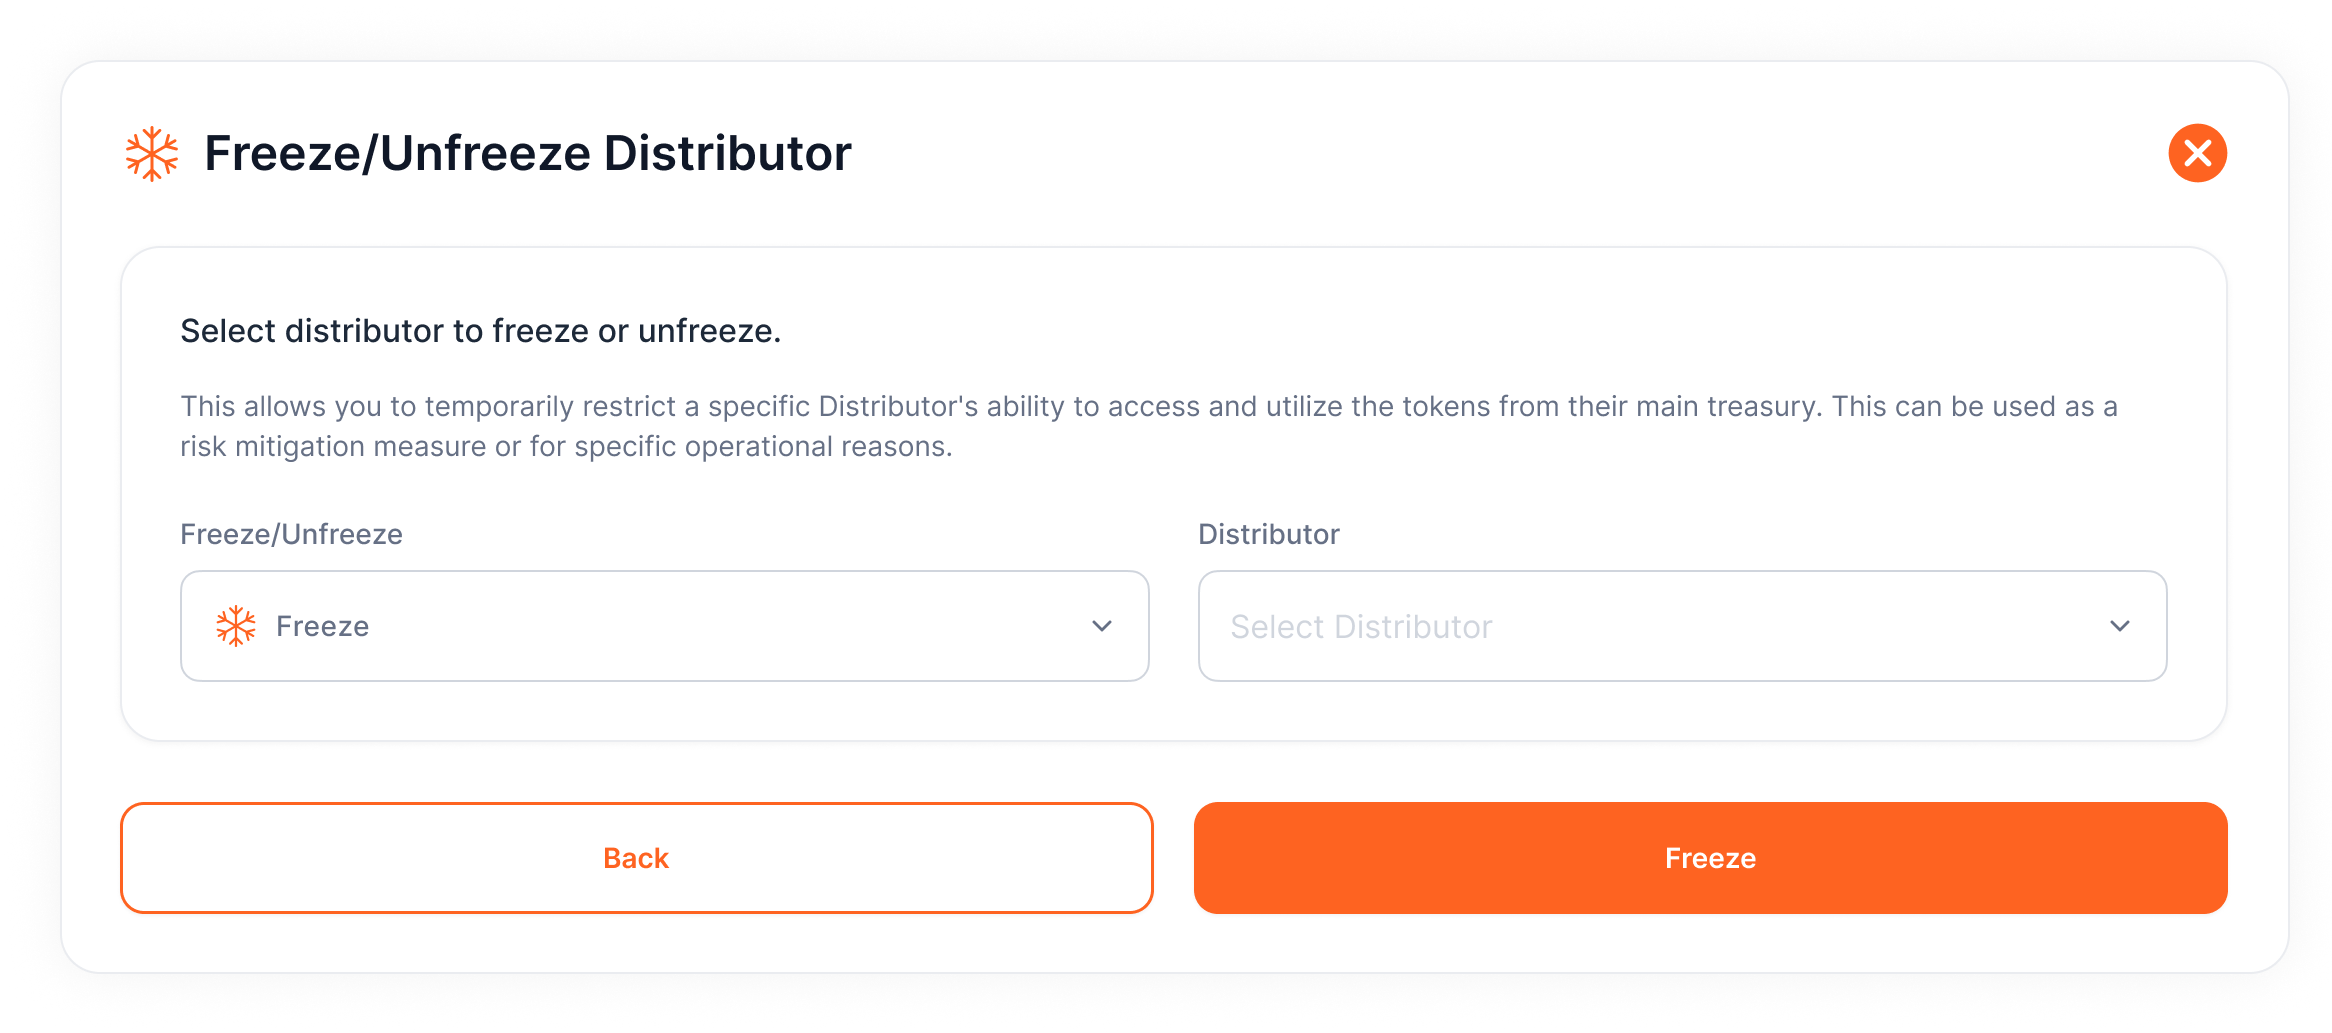 Freeze/Unfreeze Distributor
Select distributor to freeze or unfreeze.
This allows you to temporarily restrict a specific Distributor's ability to access and utilize the tokens from their main treasury. This can be used as a
risk mitigation measure or for specific operational reasons.
Freeze/Unfreeze
Distributor
Freeze
Select Distributor
Back
Freeze